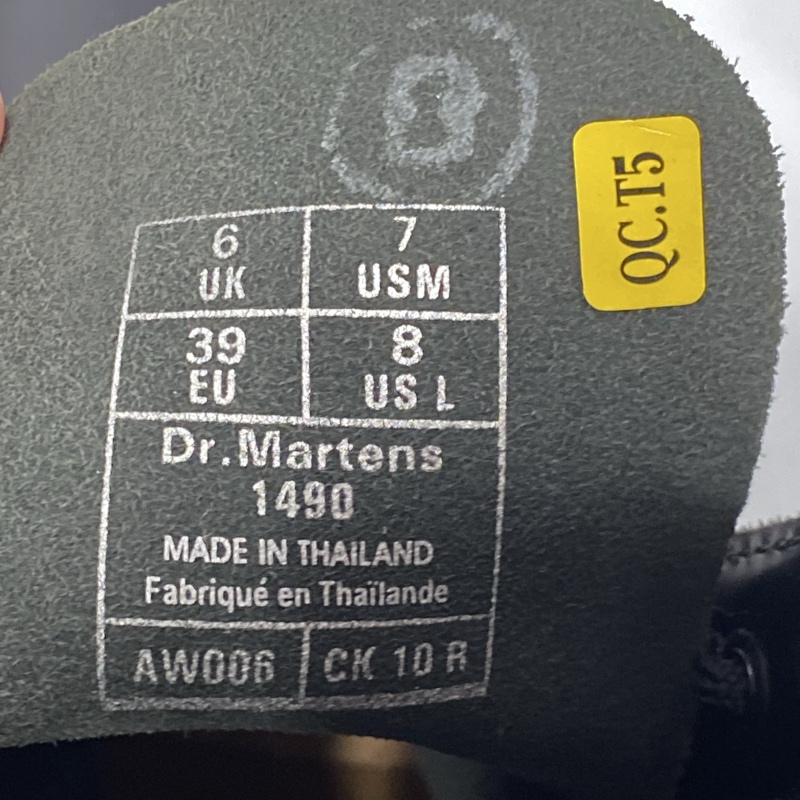 8
QC.T5
6
UK
7
USM
39
EU
8
US L
Dr.Martens
1490
MADE IN THAILAND
Fabriqué en Thaïlande
AW006
CK 10 R